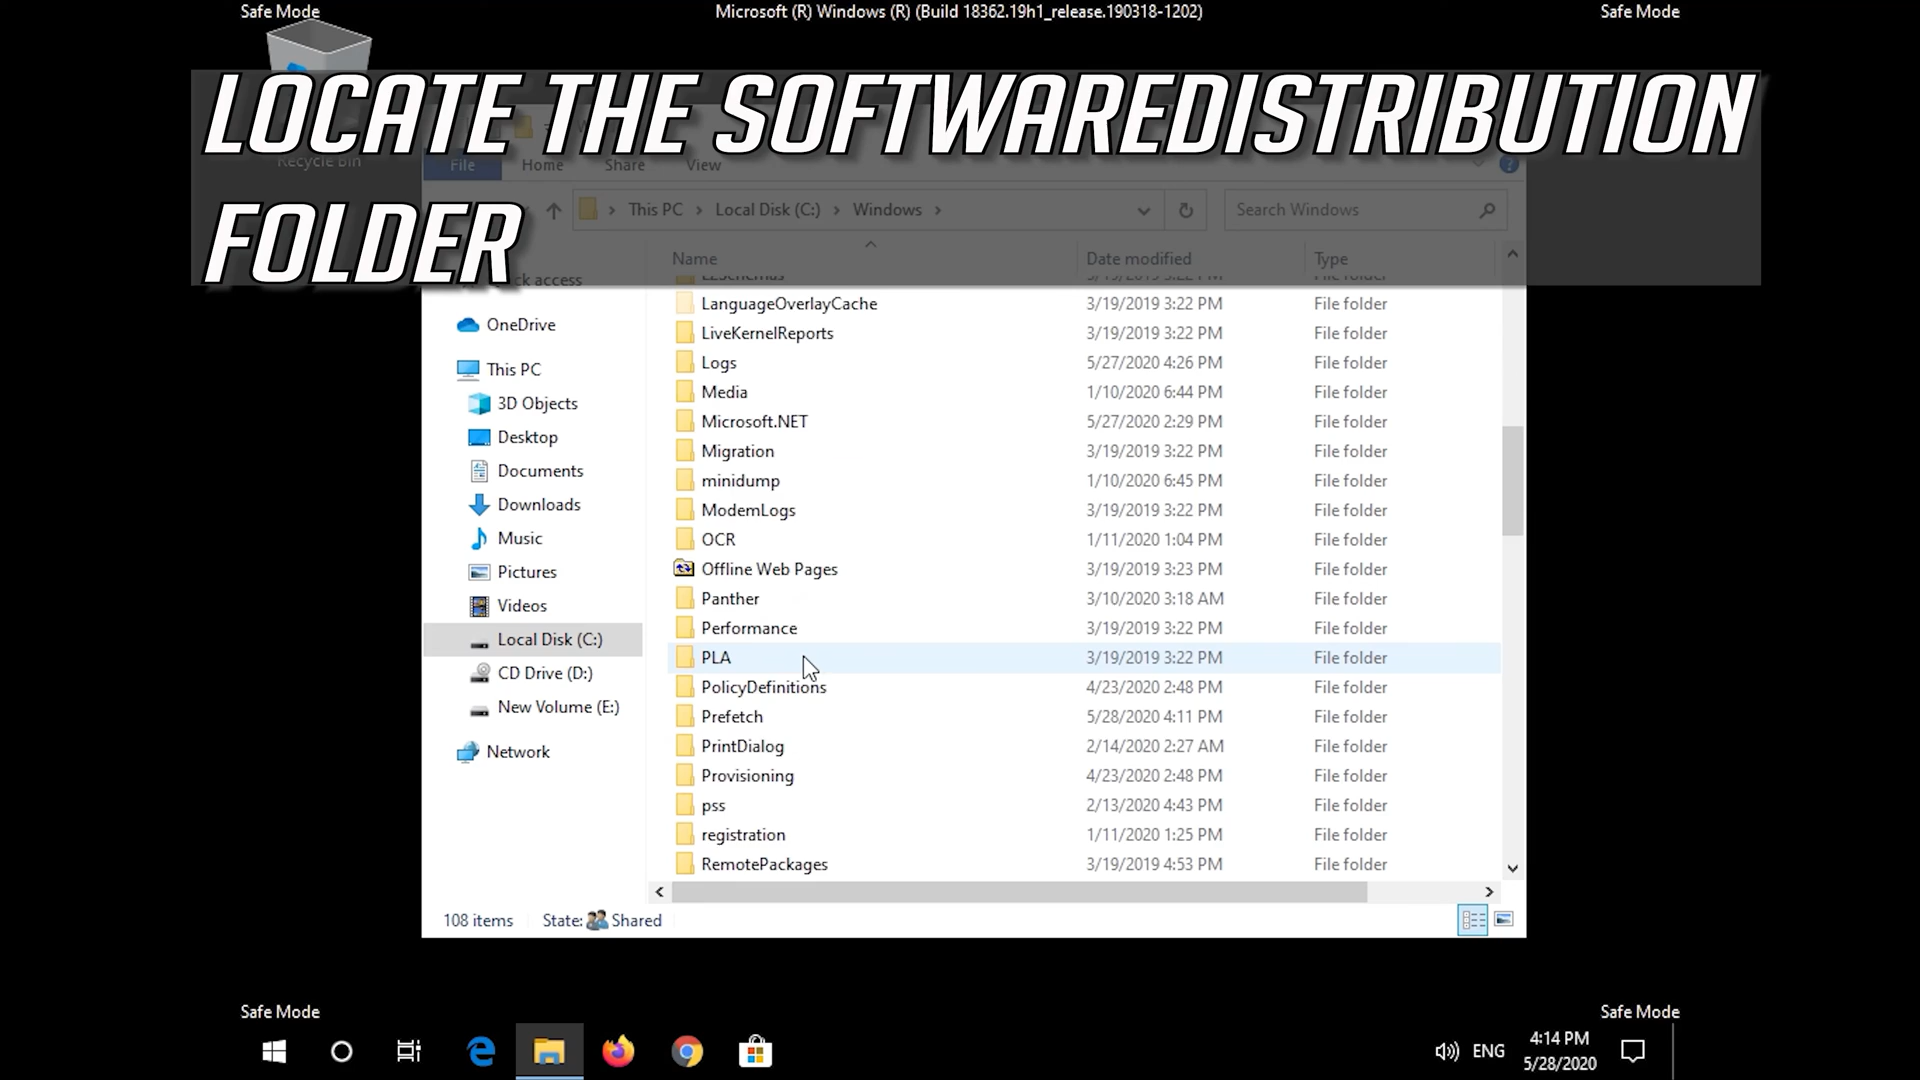 Safe Mode
Microsoft (R) Windows (R) (Build 18362.19h1_release.190318-1202)
Safe Mode
LOCATE THE SOFTWAREDISTRIBUTION
FOLDER
Recycle Bin
File Home Share View
This PC Local Disk (C:) Windows
Search Windows
Name Date modified Type
access
OneDrive
This PC
3D Objects
Desktop
Documents
Downloads
Music
Pictures
Videos
Local Disk (C:)
CD Drive (D:)
New Volume (E:)
Network
LanguageOverlayCache 3/19/2019 3:22 PM File folder
LiveKernelReports 3/19/2019 3:22 PM File folder
Logs 5/27/2020 4:26 PM File folder
Media 1/10/2020 6:44 PM File folder
Microsoft.NET 5/27/2020 2:29 PM File folder
Migration 3/19/2019 3:22 PM File folder
minidump 1/10/2020 6:45 PM File folder
ModemLogs 3/19/2019 3:22 PM File folder
OCR 1/11/2020 1:04 PM File folder
Offline Web Pages 3/19/2019 3:23 PM File folder
Panther 3/10/2020 3:18 AM File folder
Performance 3/19/2019 3:22 PM File folder
PLA 3/19/2019 3:22 PM File folder
PolicyDefinitions 4/23/2020 2:48 PM File folder
Prefetch 5/28/2020 4:11 PM File folder
PrintDialog 2/14/2020 2:27 AM File folder
Provisioning 4/23/2020 2:48 PM File folder
pss 2/13/2020 4:43 PM File folder
registration 1/11/2020 1:25 PM File folder
RemotePackages 3/19/2019 4:53 PM File folder
108 items State: Shared
Safe Mode
Safe Mode
ENG
4:14 PM
5/28/2020